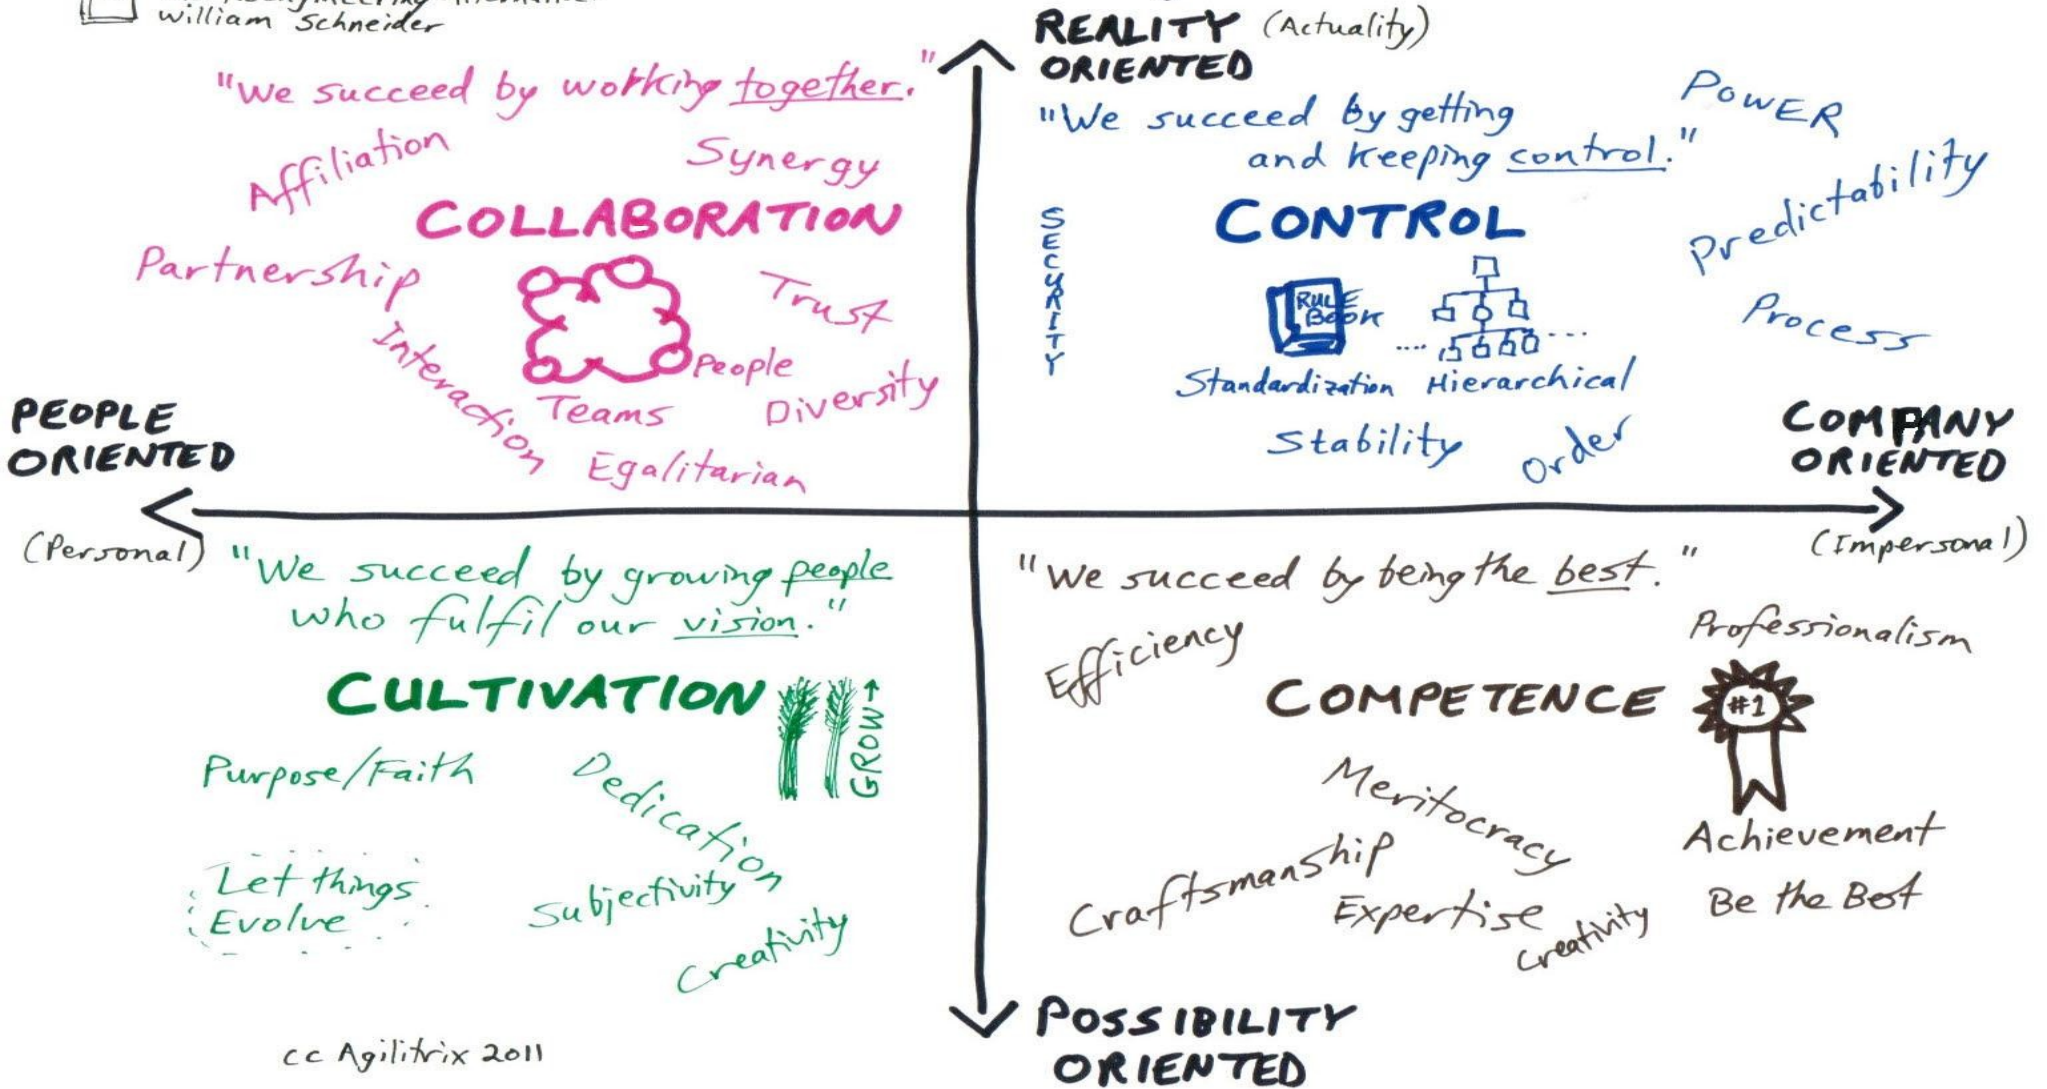 William Schneider
REALITY (Actuality)
ORIENTED
"We succeed by working together."
Affiliation
Synergy
COLLABORATION
Partnership
Trust
Interaction
People
Teams
Diversity
Egalitarian
"We succeed by getting
and keeping control."
POWER
Predictability
SECURITY
CONTROL
RULE
BOOK
Process
Standardization
Hierarchical
Stability
Order
PEOPLE
ORIENTED
(Personal)
COMPANY
ORIENTED
(Impersonal)
"We succeed by growing people
who fulfil our vision."
CULTIVATION
GROW
Purpose/Faith
Dedication
Let things
Evolve
Subjectivity
Creativity
"We succeed by being the best."
Efficiency
Professionalism
COMPETENCE
#1
Meritocracy
Craftsmanship
Expertise
Creativity
Achievement
Be the Best
POSSIBILITY
ORIENTED
cc Agilitrix 2011